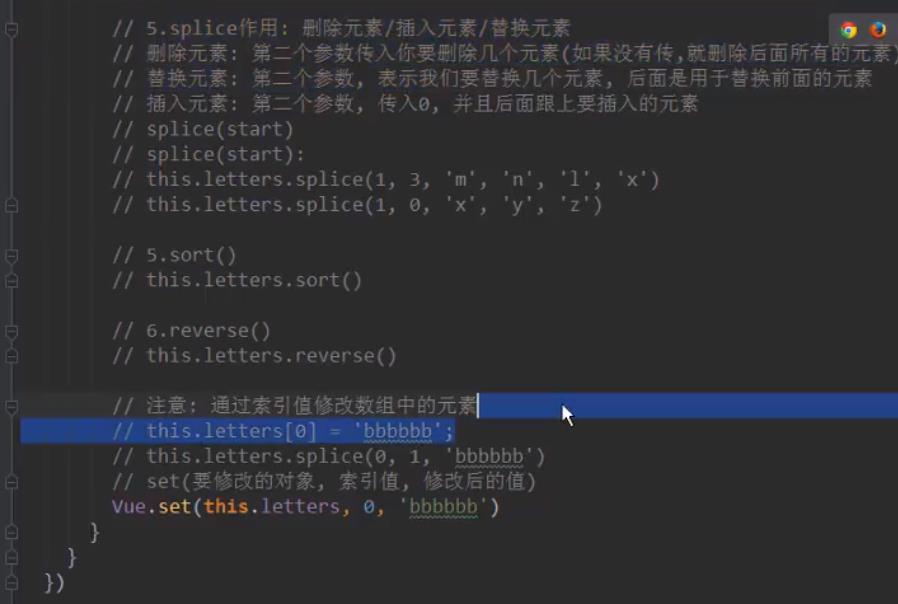 // 5.splice作用: 删除元素/插入元素/替换元素
// 删除元素: 第二个参数传入你要删除几个元素(如果没有传,就删除后面所有的元素)
// 替换元素: 第二个参数, 表示我们要替换几个元素, 后面是用于替换前面的元素
// 插入元素: 第二个参数, 传入0, 并且后面跟上要插入的元素
// splice(start)
// splice(start):
// this.letters.splice(1, 3, 'm', 'n', 'l', 'x')
// this.letters.splice(1, 0, 'x', 'y', 'z')
// 5.sort()
// this.letters.sort()
// 6.reverse()
// this.letters.reverse()
// 注意: 通过索引值修改数组中的元素
// this.letters[0] = 'bbbbbb';
// this.letters.splice(0, 1, 'bbbbbb')
// set(要修改的对象, 索引值, 修改后的值)
Vue.set(this.letters, 0, 'bbbbbb')
}
}
})